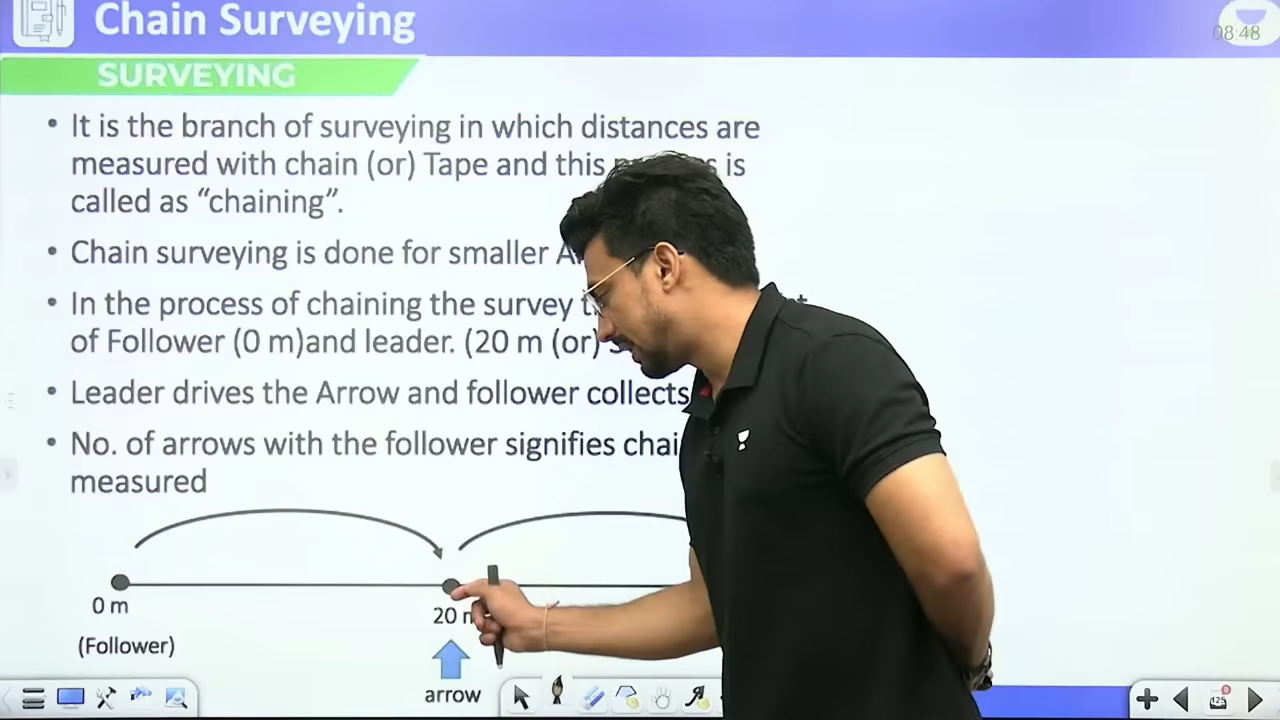 Chain Surveying
08:48
SURVEYING
• It is the branch of surveying in which distances are
measured with chain (or) Tape and this is
called as “chaining”.
• Chain surveying is done for smaller
• In the process of chaining the survey
of Follower (0 m)and leader. (20 m (or)
• Leader drives the Arrow and follower collects
• No. of arrows with the follower signifies
measured
0 m
20
(Follower)
arrow
425